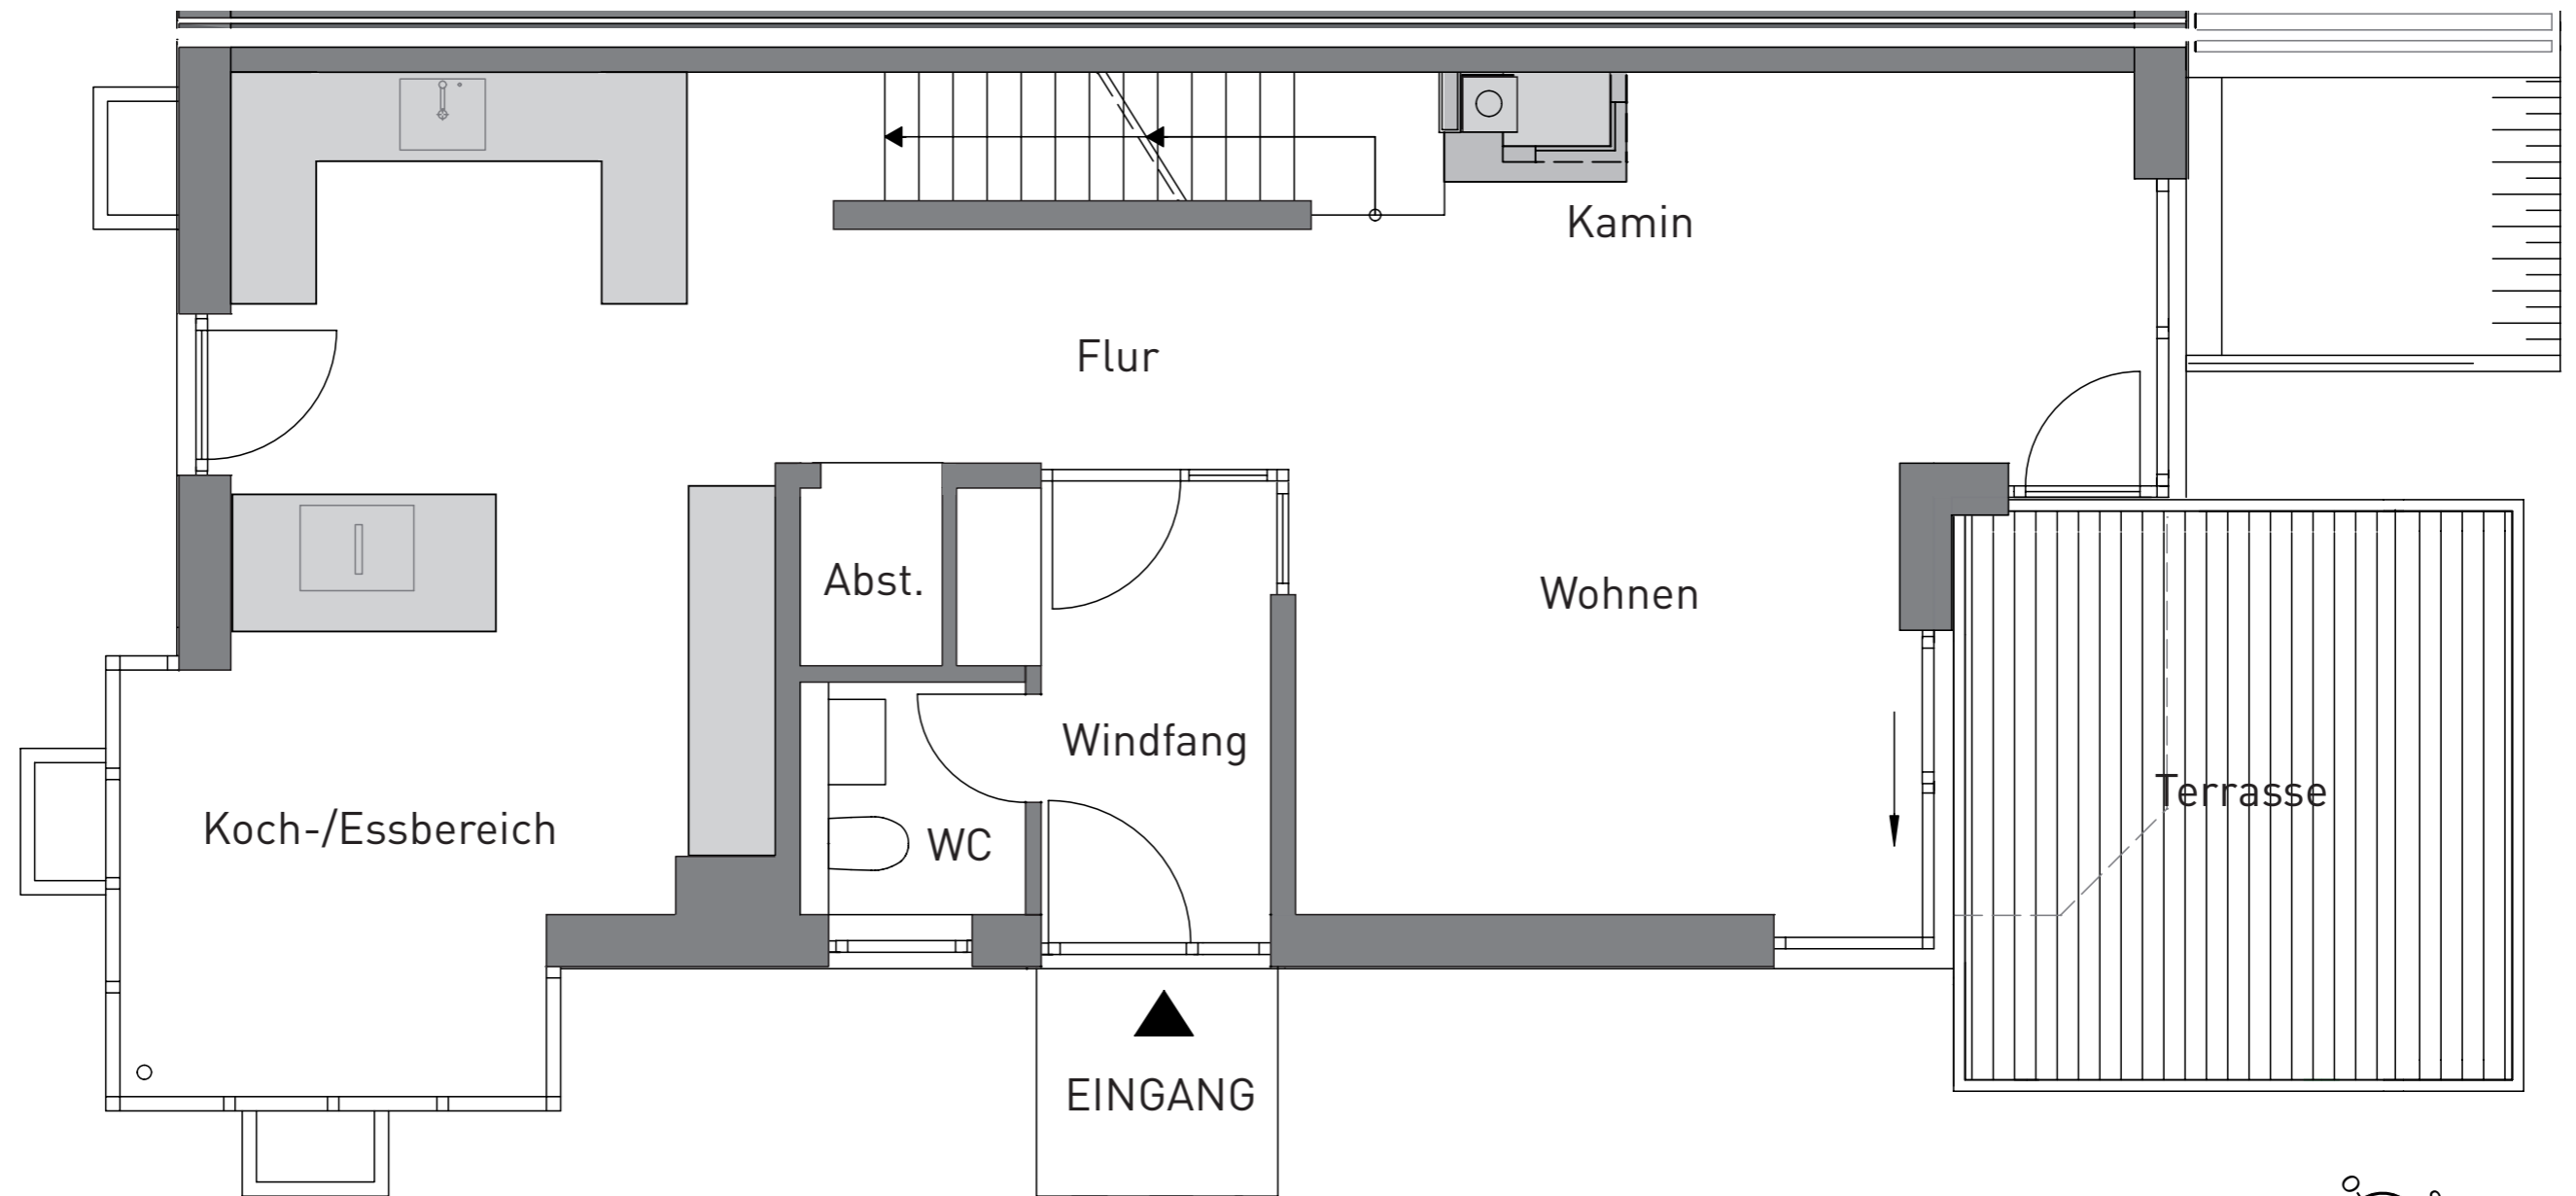 Kamin
Flur
Abst.
Wohnen
Windfang
Terrasse
Koch-/Essbereich
WC
EINGANG